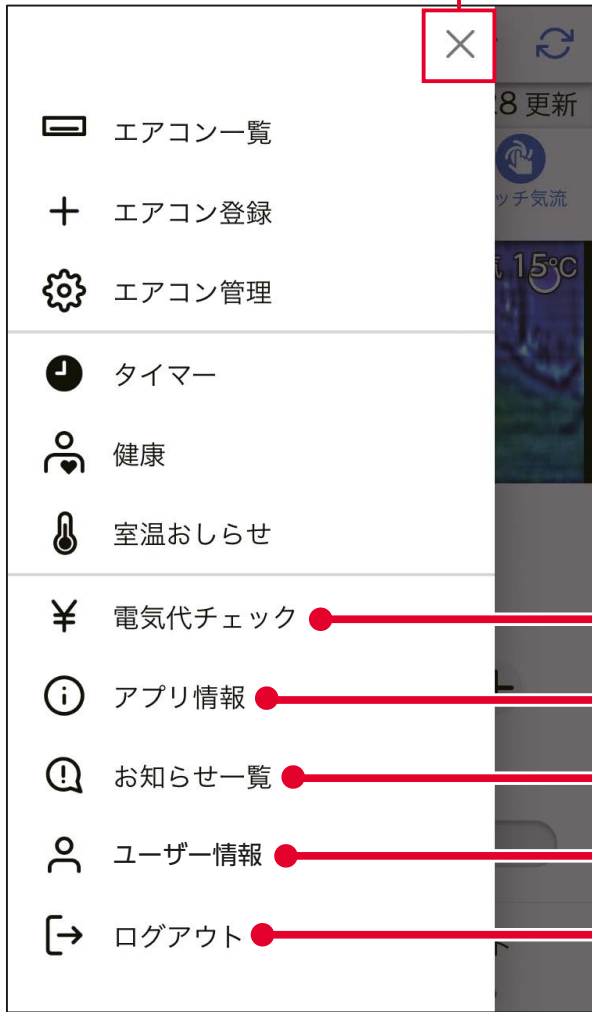 :8 更新
ッチ気流
気 15℃
エアコン一覧
エアコン登録
エアコン管理
タイマー
健康
室温おしらせ
電気代チェック
アプリ情報
お知らせ一覧
ユーザー情報
ログアウト